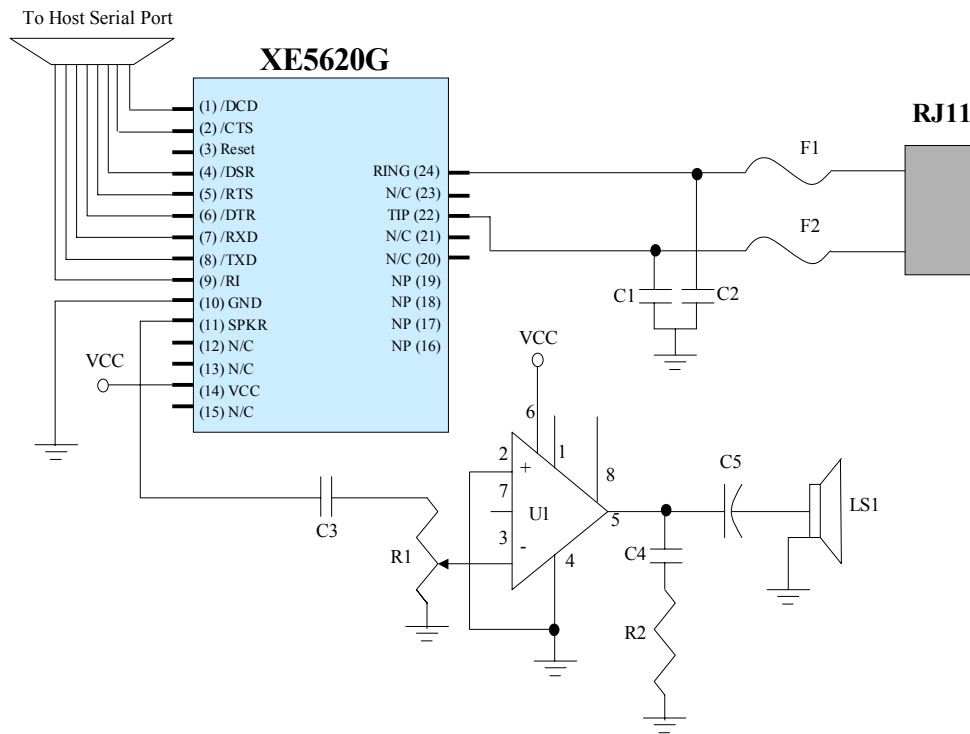 To Host Serial Port
XE5620G
RJ11
(1) /DCD
(2) /CTS
(3) Reset
(4) /DSR
(5) /RTS
(6) /DTR
(7) /RXD
(8) /TXD
(9) /RI
(10) GND
(11) SPKR
(12) N/C
(13) N/C
(14) VCC
(15) N/C
RING (24)
N/C (23)
TIP (22)
N/C (21)
N/C (20)
NP (19)
NP (18)
NP (17)
NP (16)
F1
F2
C1
C2
VCC
VCC
6
2
+
1
7
8
U1
5
3
-
4
C3
R1
C5
LS1
C4
R2